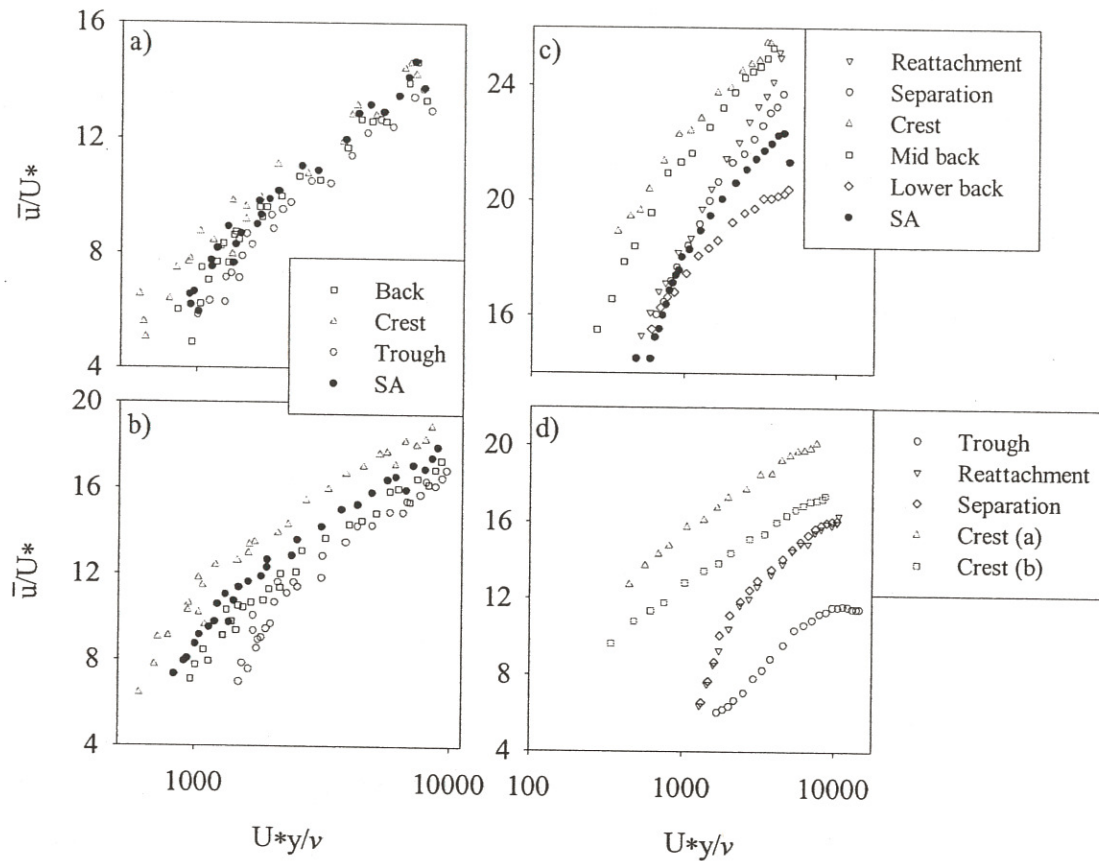 16
12
8
4
u̅/U*
a)
Back
Crest
Trough
SA
24
20
16
c)
Reattachment
Separation
Crest
Mid back
Lower back
SA
20
16
12
8
4
u̅/U*
b)
1000
10000
U*y/ν
20
16
12
8
4
d)
Trough
Reattachment
Separation
Crest (a)
Crest (b)
100
1000
10000
U*y/ν